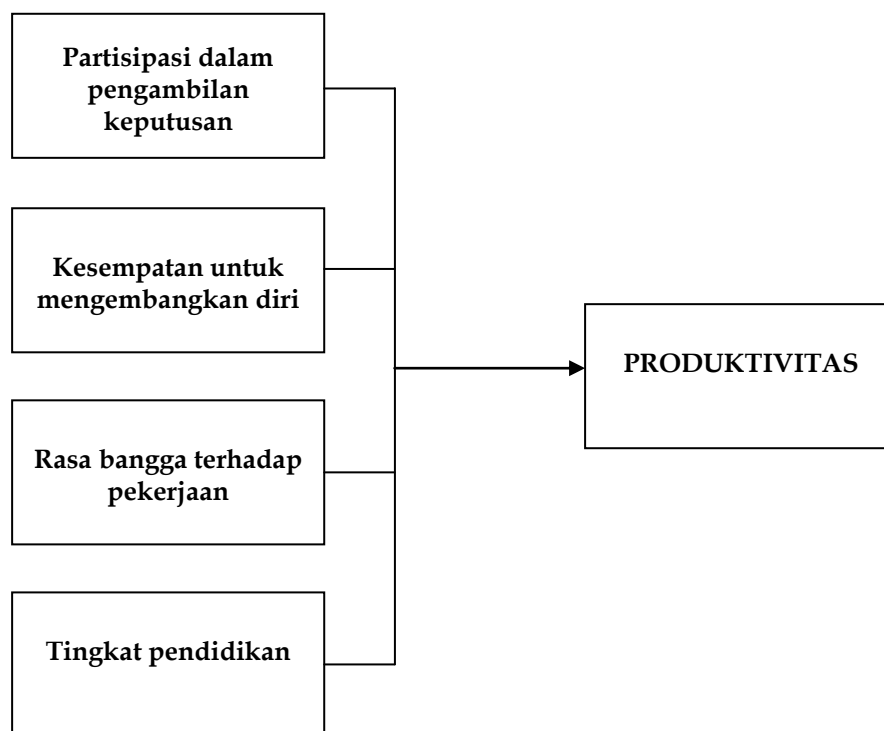 Partisipasi dalam
pengambilan
keputusan
Kesempatan untuk
mengembangkan diri
PRODUKTIVITAS
Rasa bangga terhadap
pekerjaan
Tingkat pendidikan